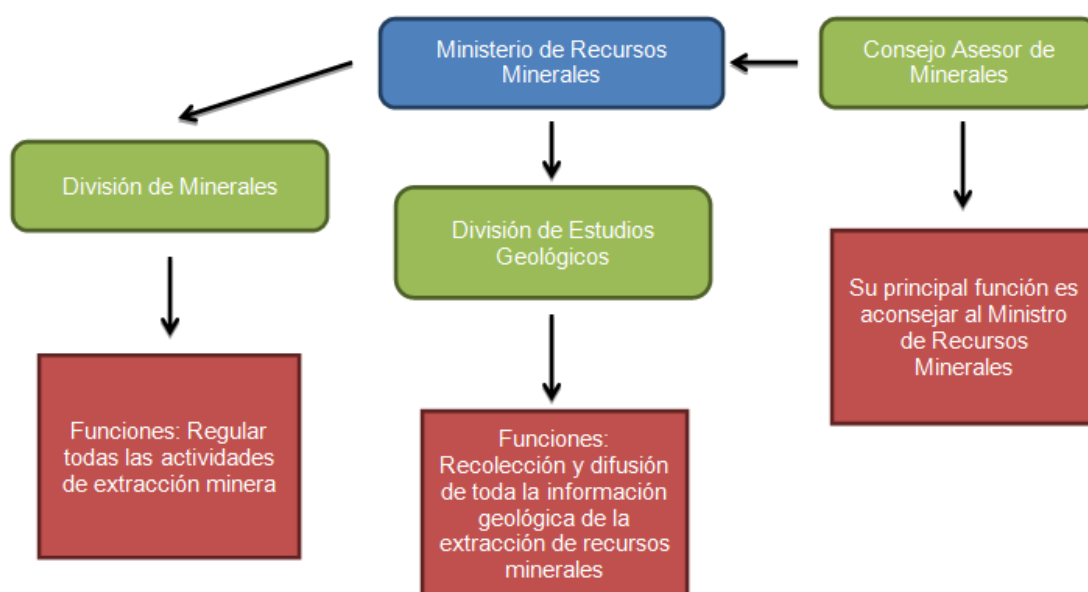 Ministerio de Recursos
Minerales
Consejo Asesor de
Minerales
División de Minerales
División de Estudios
Geológicos
Su principal función es
aconsejar al Ministro
de Recursos
Minerales
Funciones: Regular
todas las actividades
de extracción minera
Funciones:
Recolección y difusión
de toda la información
geológica de la
extracción de recursos
minerales